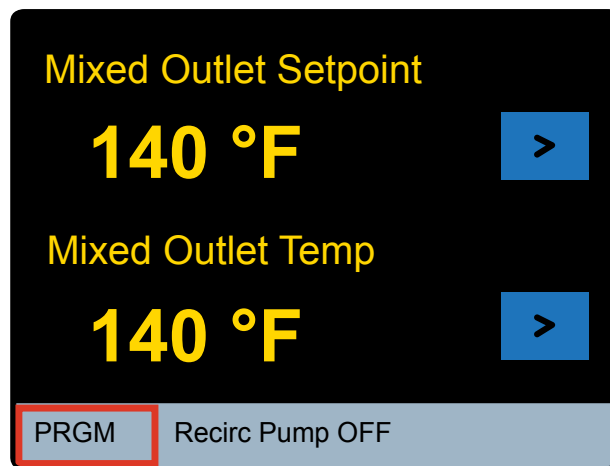 Mixed Outlet Setpoint
140 °F >
Mixed Outlet Temp
140 °F >
PRGM Recirc Pump OFF